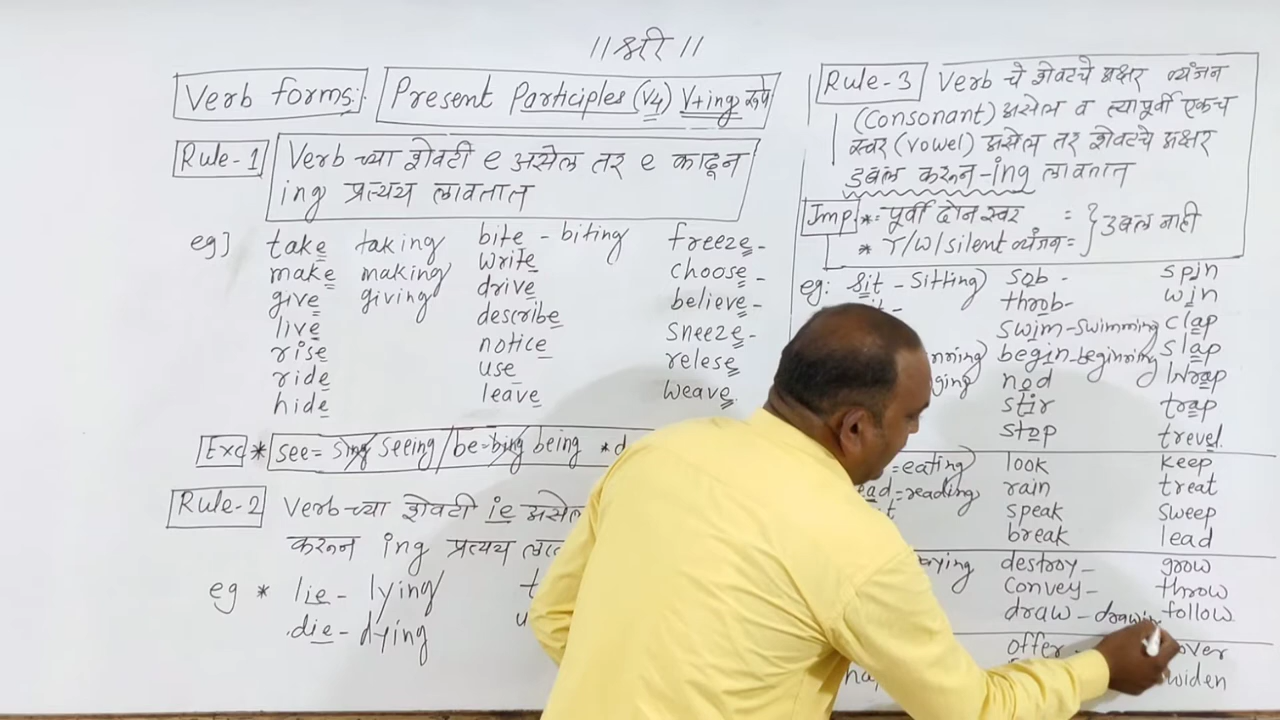 ॥ श्री ॥
Verb forms:
Present Participles (V4) V+ing रूपे
Rule-1 Verb च्या शेवटी e असेल तर e काढून
ing प्रत्यय लावतात
eg] take taking bite - biting freeze -
make making write choose -
give giving drive believe -
live describe sneeze -
rise notice relese
ride use weave
hide leave
Exc * see = sing seeing / be - bing being *
Rule-2 Verb च्या शेवटी ie असेल
करून ing प्रत्यय
eg * lie - lying
die - dying
Rule-3 Verb चे शेवटचे अक्षर व्यंजन
(consonant) असेल व त्यापूर्वी एकच
स्वर (vowel) असेल तर शेवटचे अक्षर
डबल करून -ing लावतात
Imp * पूर्वी दोन स्वर =
* Y/W/silent व्यंजन = } डबल नाही
eg: sit - sitting sob - spin
throb - win
swim - swimming clap
begin - beginning slap
nod wrap
stir trap
stop trevel
=eating look keep
=reading rain treat
speak sweep
break lead
destroy - grow
convey - throw
draw - drawin follow
offer
widen